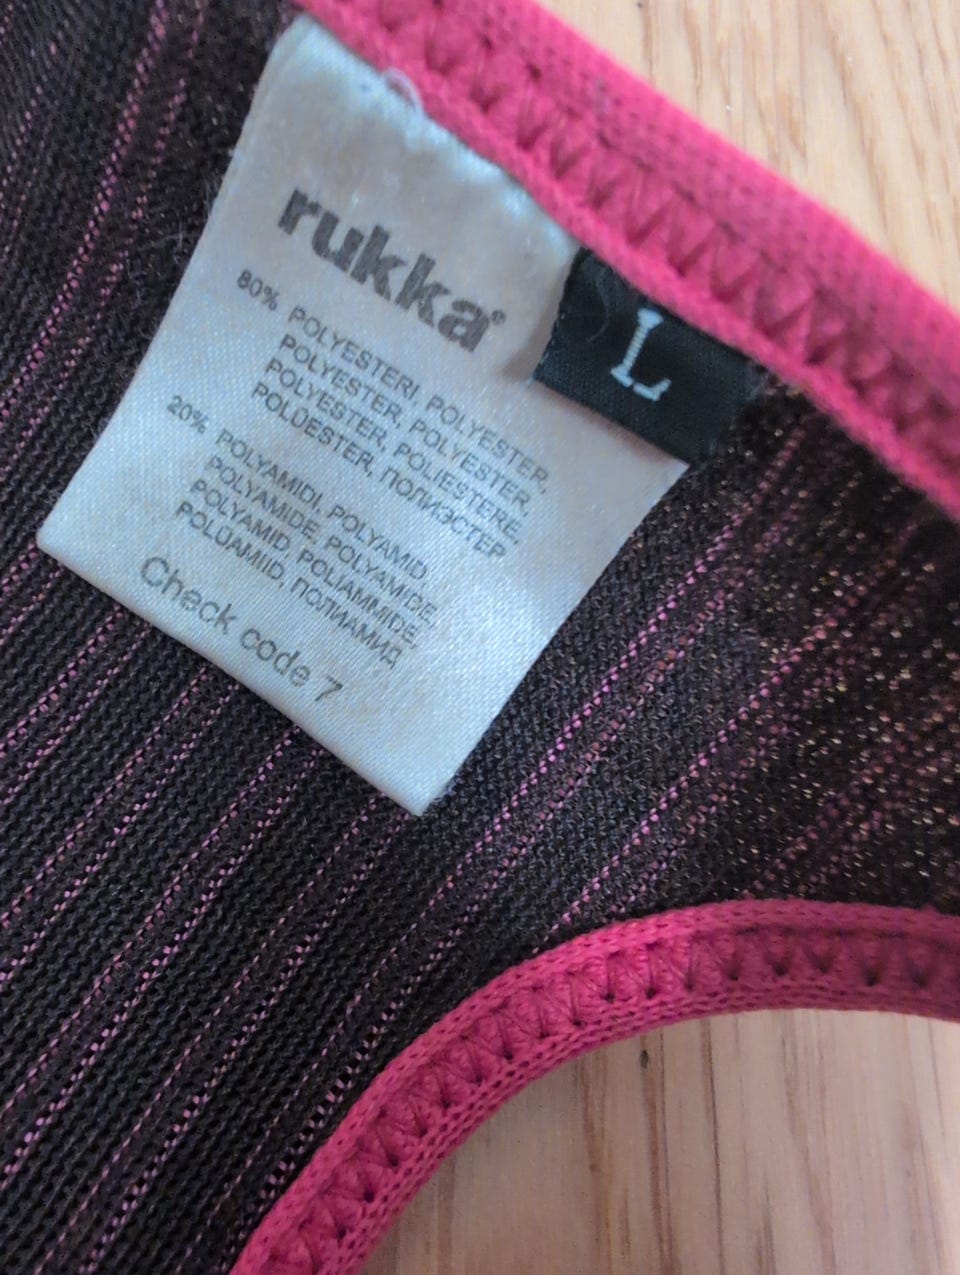 rukka®
L
80% POLYESTERI, POLYESTER,
POLYESTER, POLYESTER,
POLYESTER, POLIESTERE,
POLÜESTER, ПОЛИЭСТЕР
20% POLYAMIDI, POLYAMID,
POLYAMIDE, POLYAMIDE,
POLYAMID, POLIAMMIDE,
POLÜAMIID, ПОЛИАМИД
Check code 7